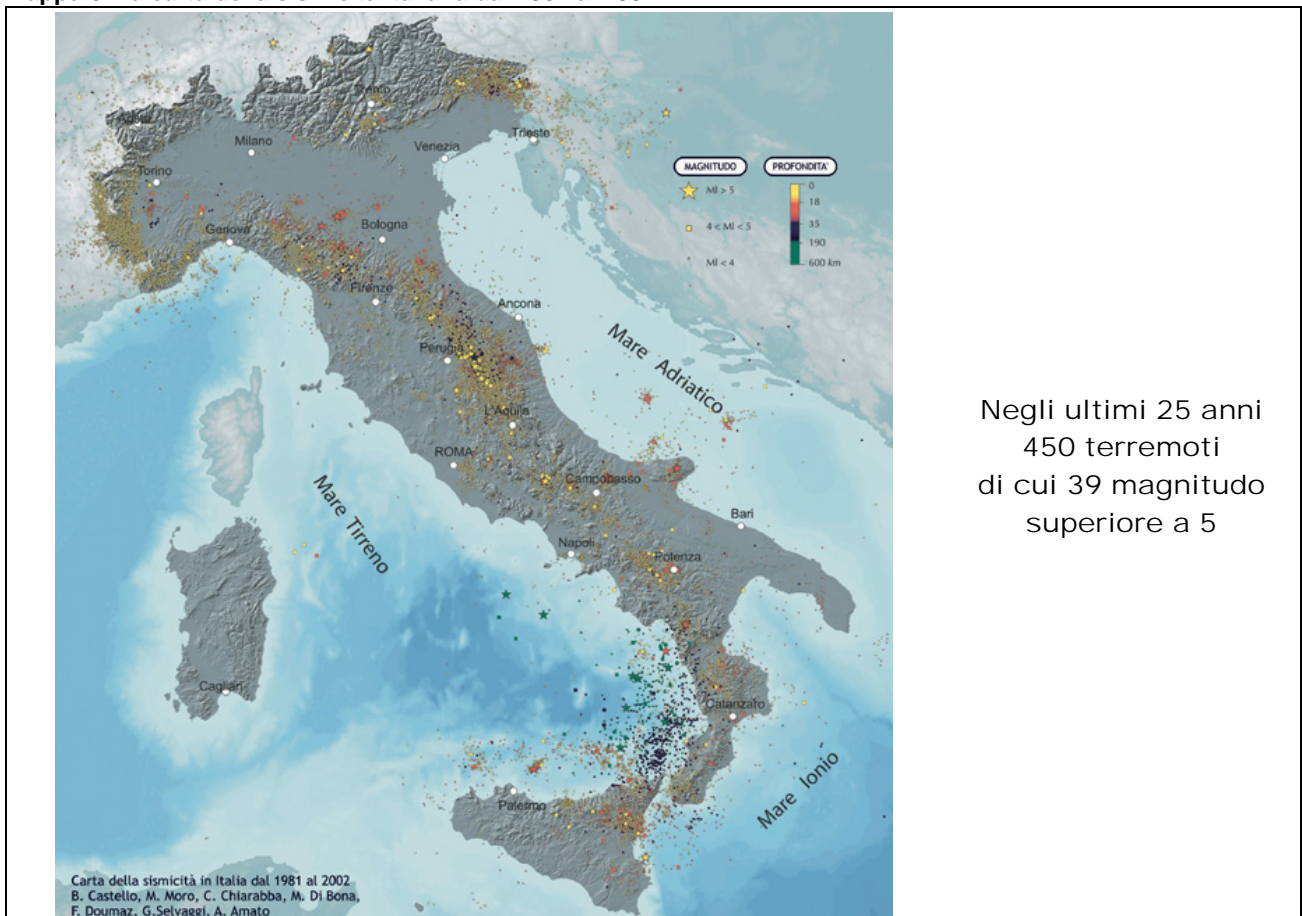 Trento
Aosta
Milano
Venezia
Trieste
Torino
MAGNITUDO
PROFONDITA'
Ml > 5
4 < Ml < 5
Ml < 4
0
18
35
190
600 km
Genova
Bologna
Firenze
Ancona
Perugia
Mare Adriatico
L'Aquila
ROMA
Campobasso
Mare Tirreno
Bari
Napoli
Potenza
Cagliari
Catanzaro
Mare Ionio
Palermo
Carta della sismicità in Italia dal 1981 al 2002
B. Castello, M. Moro, C. Chiarabba, M. Di Bona,
F. Doumaz, G.Selvaggi, A. Amato
Negli ultimi 25 anni
450 terremoti
di cui 39 magnitudo
superiore a 5